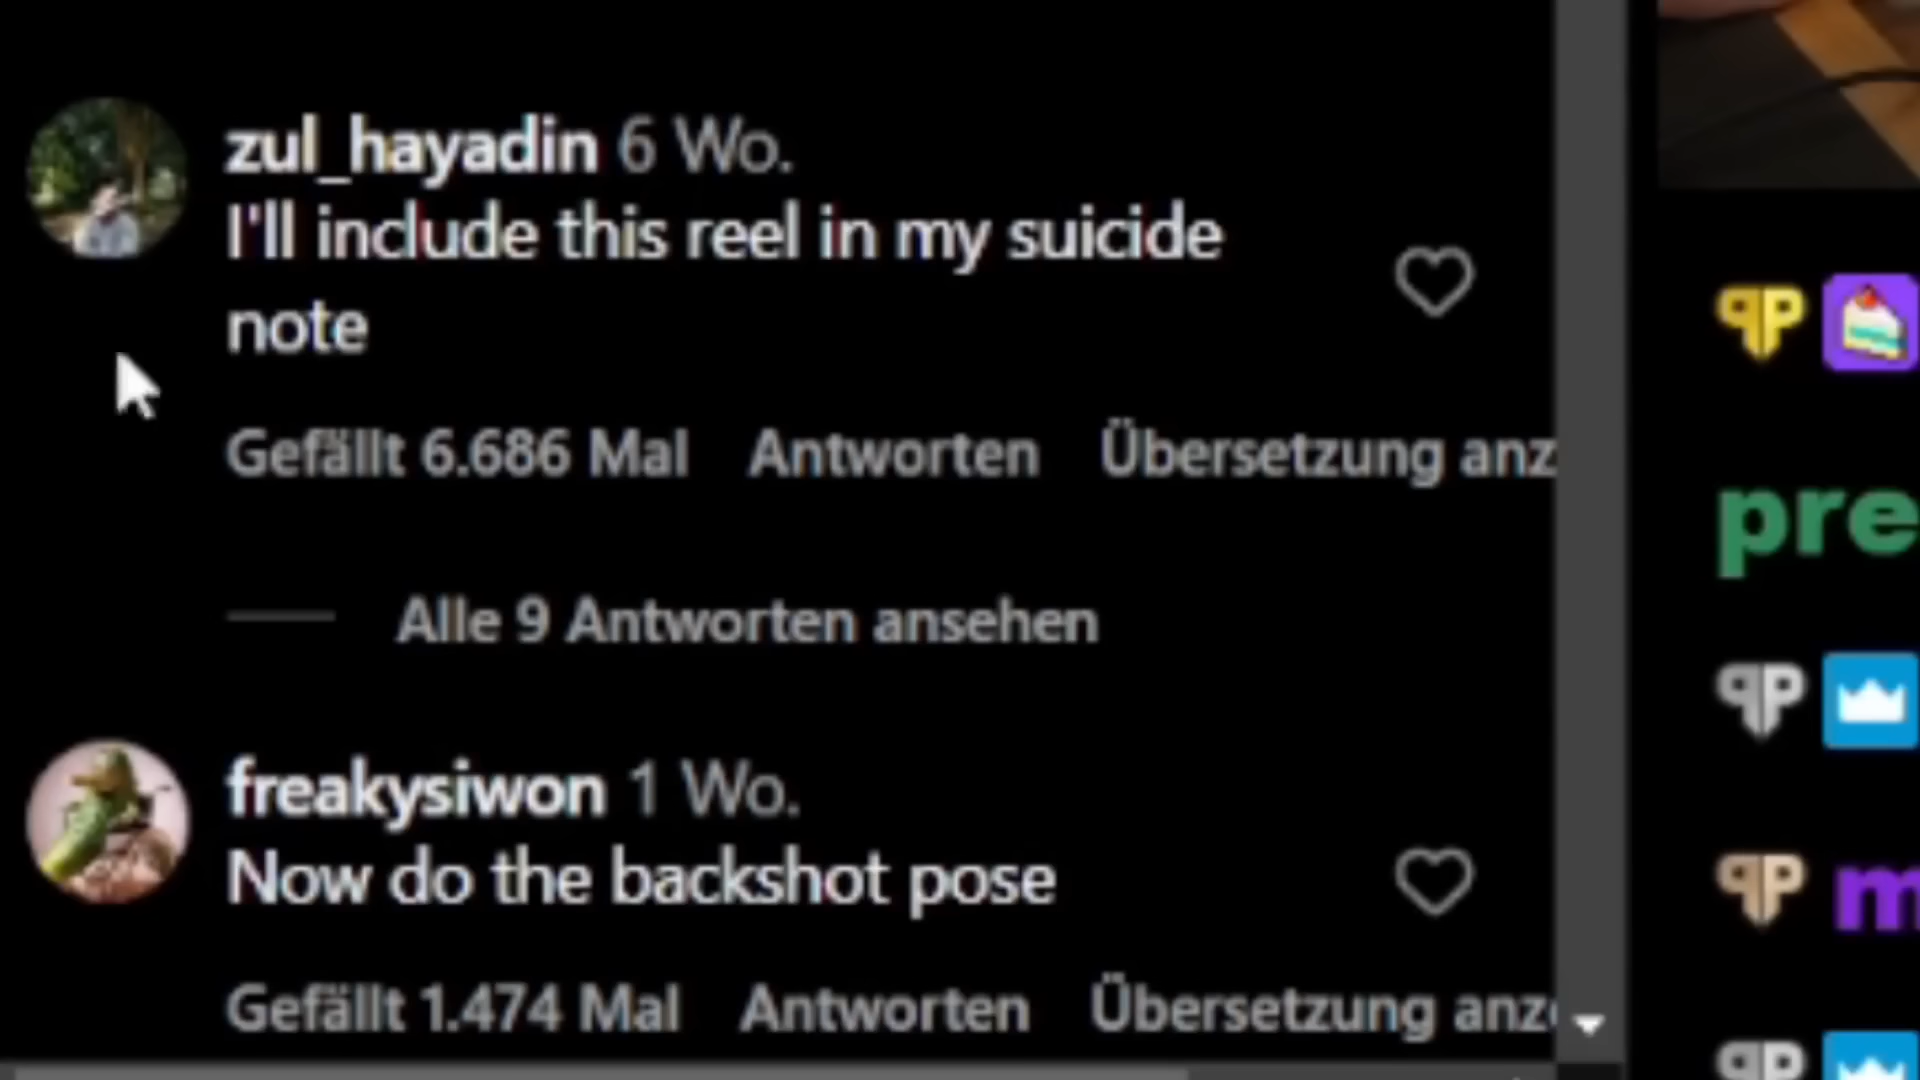 zul_hayadin 6 Wo.
I'll include this reel in my suicide
note
Gefällt 6.686 Mal Antworten Übersetzung anz
Alle 9 Antworten ansehen
freakysiwon 1 Wo.
Now do the backshot pose
Gefällt 1.474 Mal Antworten Übersetzung anz
pre
m